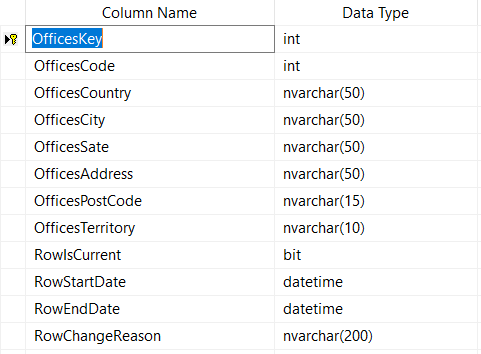 Column Name Data Type
OfficesKey int
OfficesCode int
OfficesCountry nvarchar(50)
OfficesCity nvarchar(50)
OfficesSate nvarchar(50)
OfficesAddress nvarchar(50)
OfficesPostCode nvarchar(15)
OfficesTerritory nvarchar(10)
RowIsCurrent bit
RowStartDate datetime
RowEndDate datetime
RowChangeReason nvarchar(200)